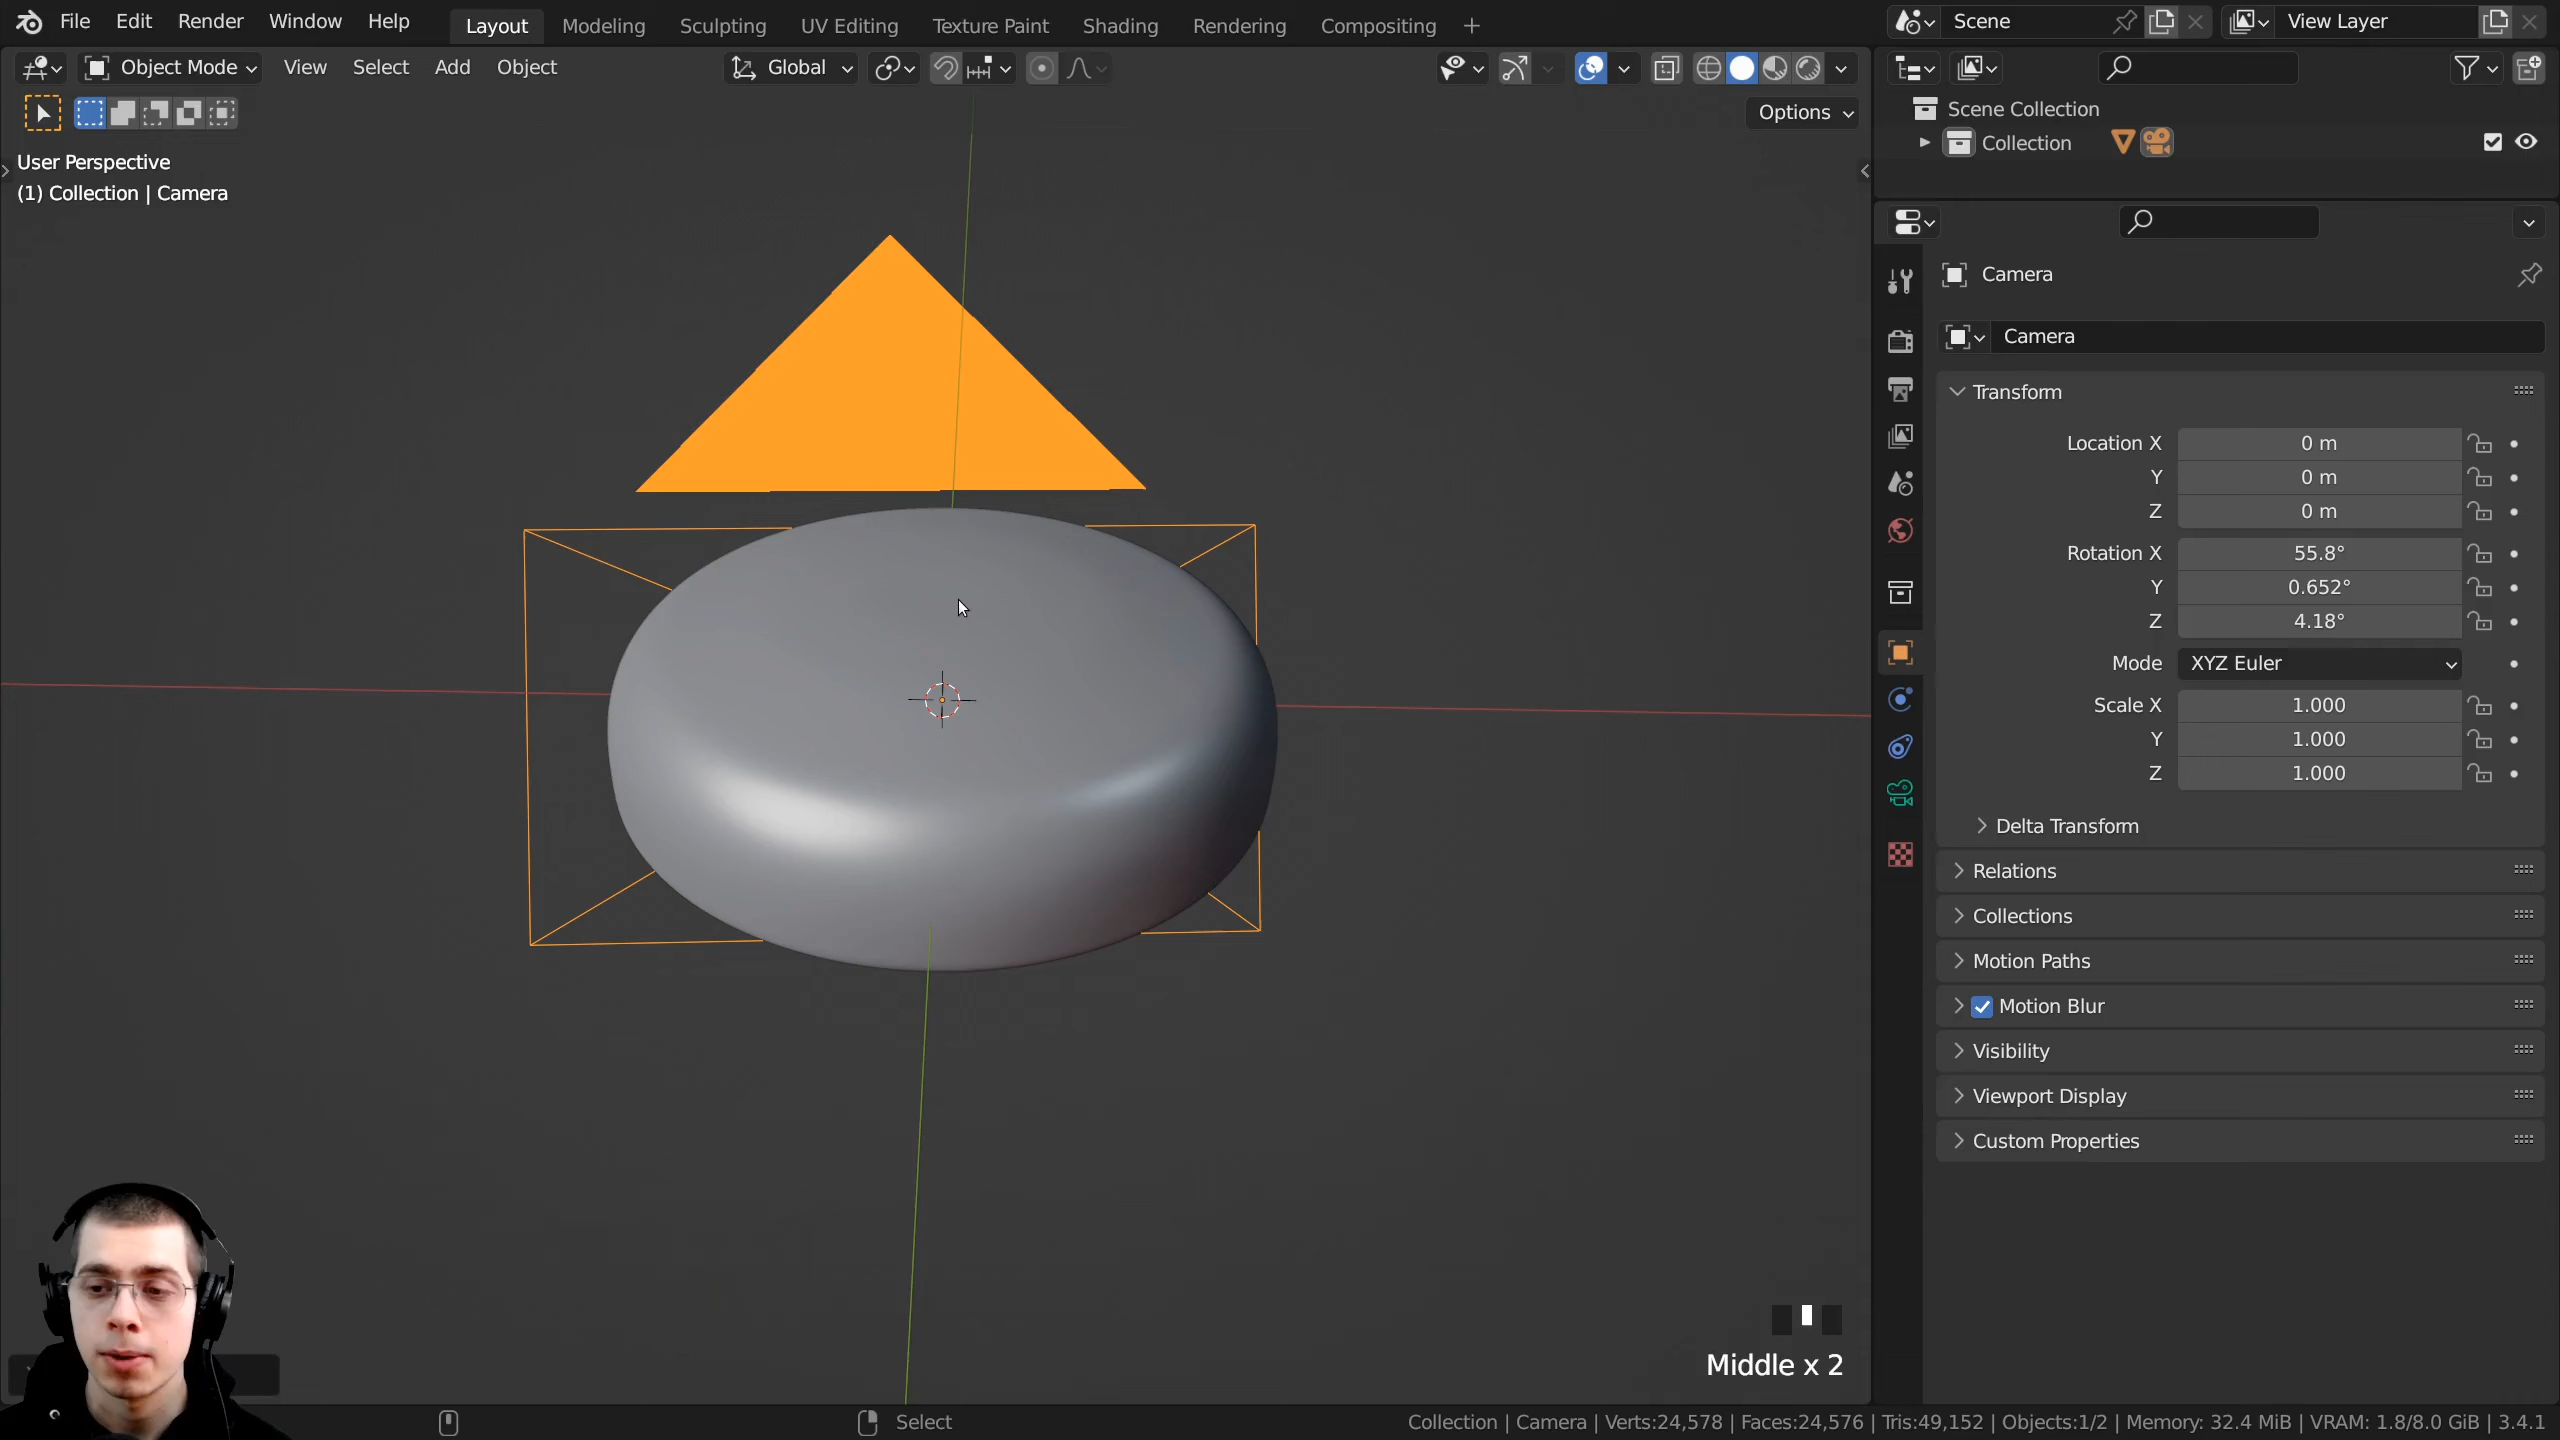 File Edit Render Window Help Layout Modeling Sculpting UV Editing Texture Paint Shading Rendering Compositing + Scene View Layer
Object Mode View Select Add Object Global
Options
User Perspective
(1) Collection | Camera
Scene Collection
Collection
Camera
Camera
Transform
Location X 0 m
Y 0 m
Z 0 m
Rotation X 55.8°
Y 0.652°
Z 4.18°
Mode XYZ Euler
Scale X 1.000
Y 1.000
Z 1.000
Delta Transform
Relations
Collections
Motion Paths
Motion Blur
Visibility
Viewport Display
Custom Properties
Middle x 2
Select
Collection | Camera | Verts:24,578 | Faces:24,576 | Tris:49,152 | Objects:1/2 | Memory: 32.4 MiB | VRAM: 1.8/8.0 GiB | 3.4.1